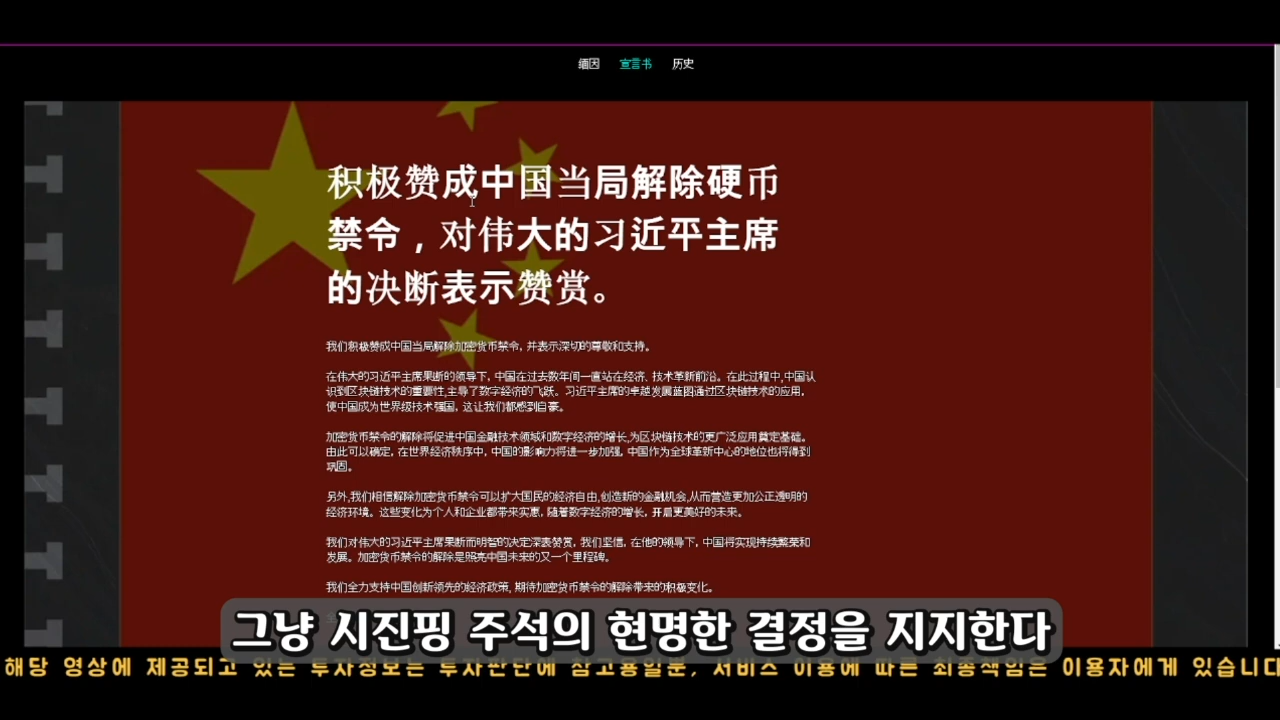 缅因 宣言书 历史
积极赞成中国当局解除硬币
禁令，对伟大的习近平主席
的决断表示赞赏。
我们积极赞成中国当局解除加密货币禁令，并表示深切的尊敬和支持。
在伟大的习近平主席果断的领导下，中国在过去数年间一直站在经济、技术革新前沿。在此过程中,中国认
识到区块链技术的重要性,主导了数字经济的飞跃。习近平主席的卓越发展蓝图通过区块链技术的应用，
使中国成为世界级技术强国，这让我们都感到自豪。
加密货币禁令的解除将促进中国金融技术领域和数字经济的增长,为区块链技术的更广泛应用奠定基础。
由此可以确定，在世界经济秩序中，中国的影响力将进一步加强，中国作为全球革新中心的地位也将得到
巩固。
另外,我们相信解除加密货币禁令可以扩大国民的经济自由,创造新的金融机会,从而营造更加公正透明的
经济环境。这些变化为个人和企业都带来实惠，随着数字经济的增长，开启更美好的未来。
我们对伟大的习近平主席果断而明智的决定深表赞赏，我们坚信，在他的领导下，中国将实现持续繁荣和
发展。加密货币禁令的解除是照亮中国未来的又一个里程碑。
我们全力支持中国创新领先的经济政策, 期待加密货币禁令的解除带来的积极变化。
그냥 시진핑 주석의 현명한 결정을 지지한다
해당 영상에 제공되고 있는 투자정보는 투자판단에 참고용일뿐, 서비스 이용에 따른 최종책임은 이용자에게 있습니다